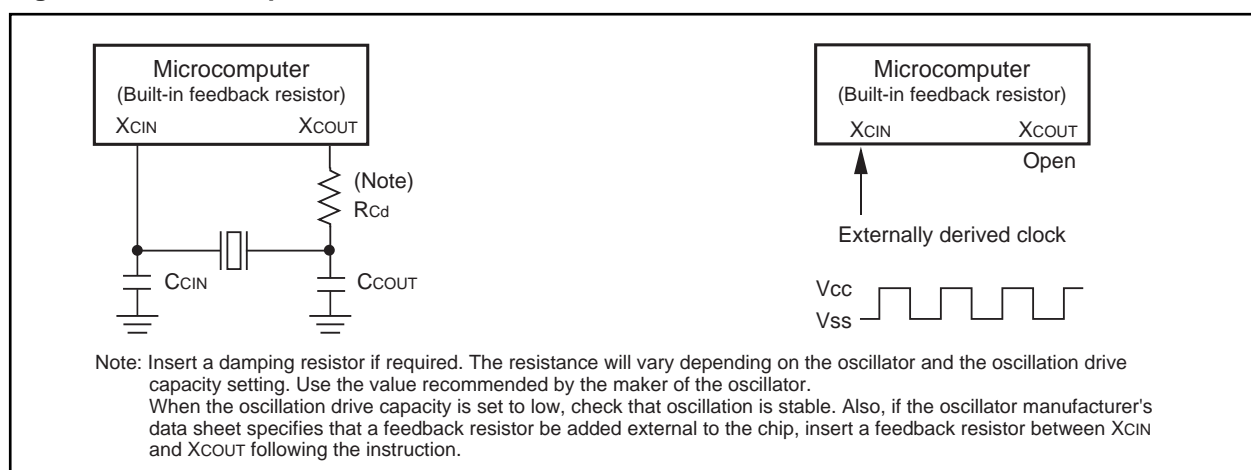 Microcomputer
(Built-in feedback resistor)
XCIN XCOUT
(Note)
RCd
CCIN CCOUT
Microcomputer
(Built-in feedback resistor)
XCIN XCOUT
Open
Externally derived clock
Vcc
Vss
Note: Insert a damping resistor if required. The resistance will vary depending on the oscillator and the oscillation drive
capacity setting. Use the value recommended by the maker of the oscillator.
When the oscillation drive capacity is set to low, check that oscillation is stable. Also, if the oscillator manufacturer's
data sheet specifies that a feedback resistor be added external to the chip, insert a feedback resistor between XCIN
and XCOUT following the instruction.